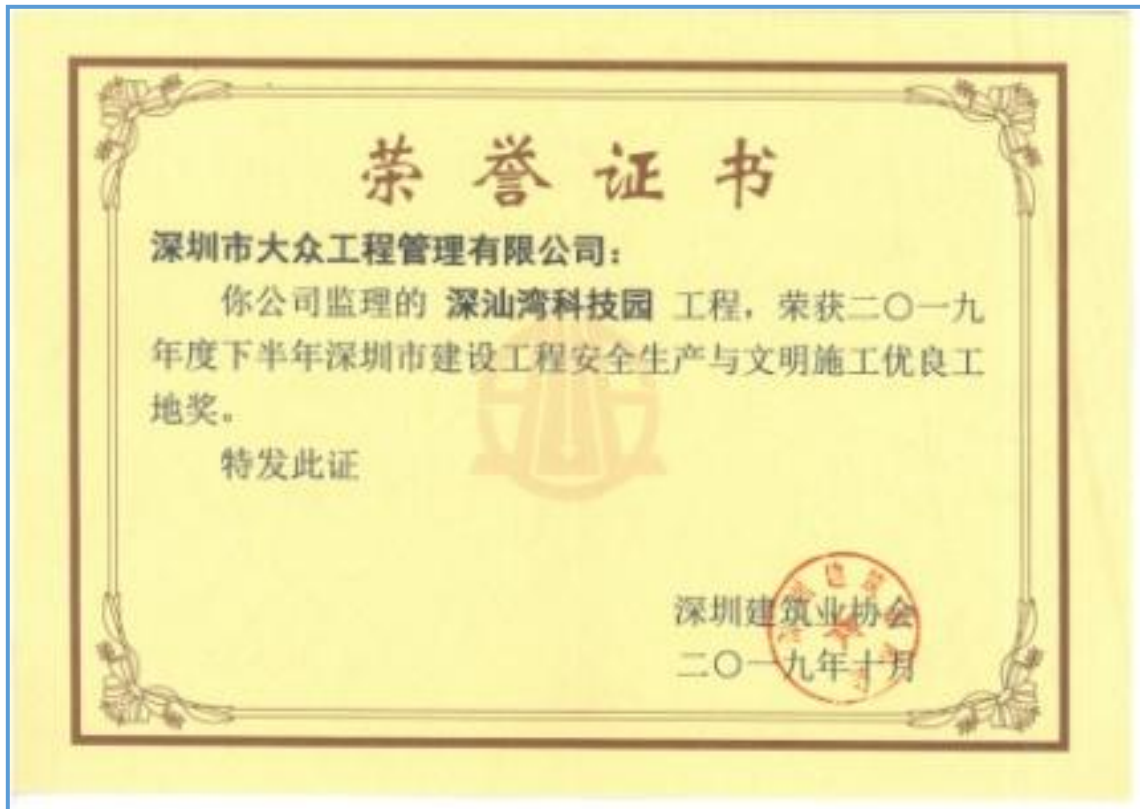 荣誉证书
深圳市大众工程管理有限公司：
你公司监理的 深汕湾科技园 工程，荣获二〇一九
年度下半年深圳市建设工程安全生产与文明施工优良工
地奖。
特发此证
深圳建筑业协会
二〇一九年十月